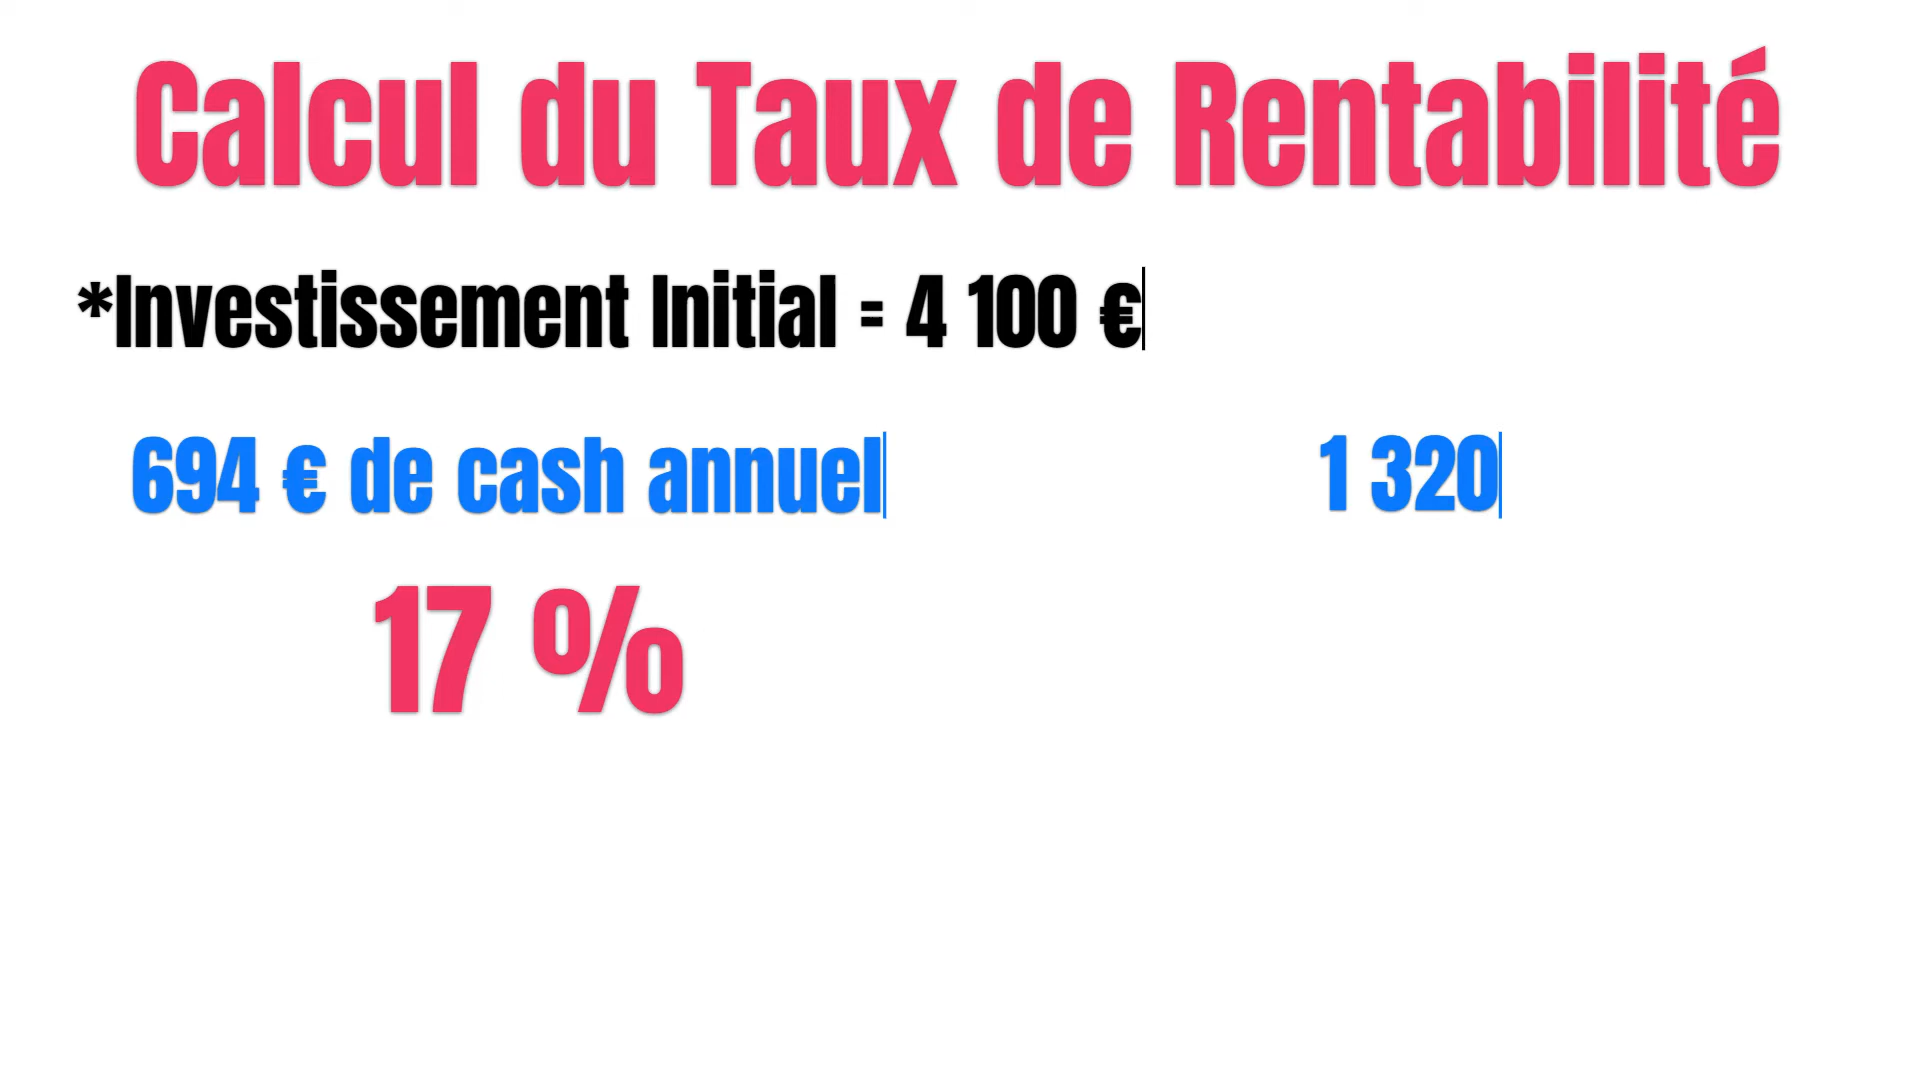 Calcul du Taux de Rentabilité
*Investissement Initial = 4 100 €
694 € de cash annuel
1 320
17 %